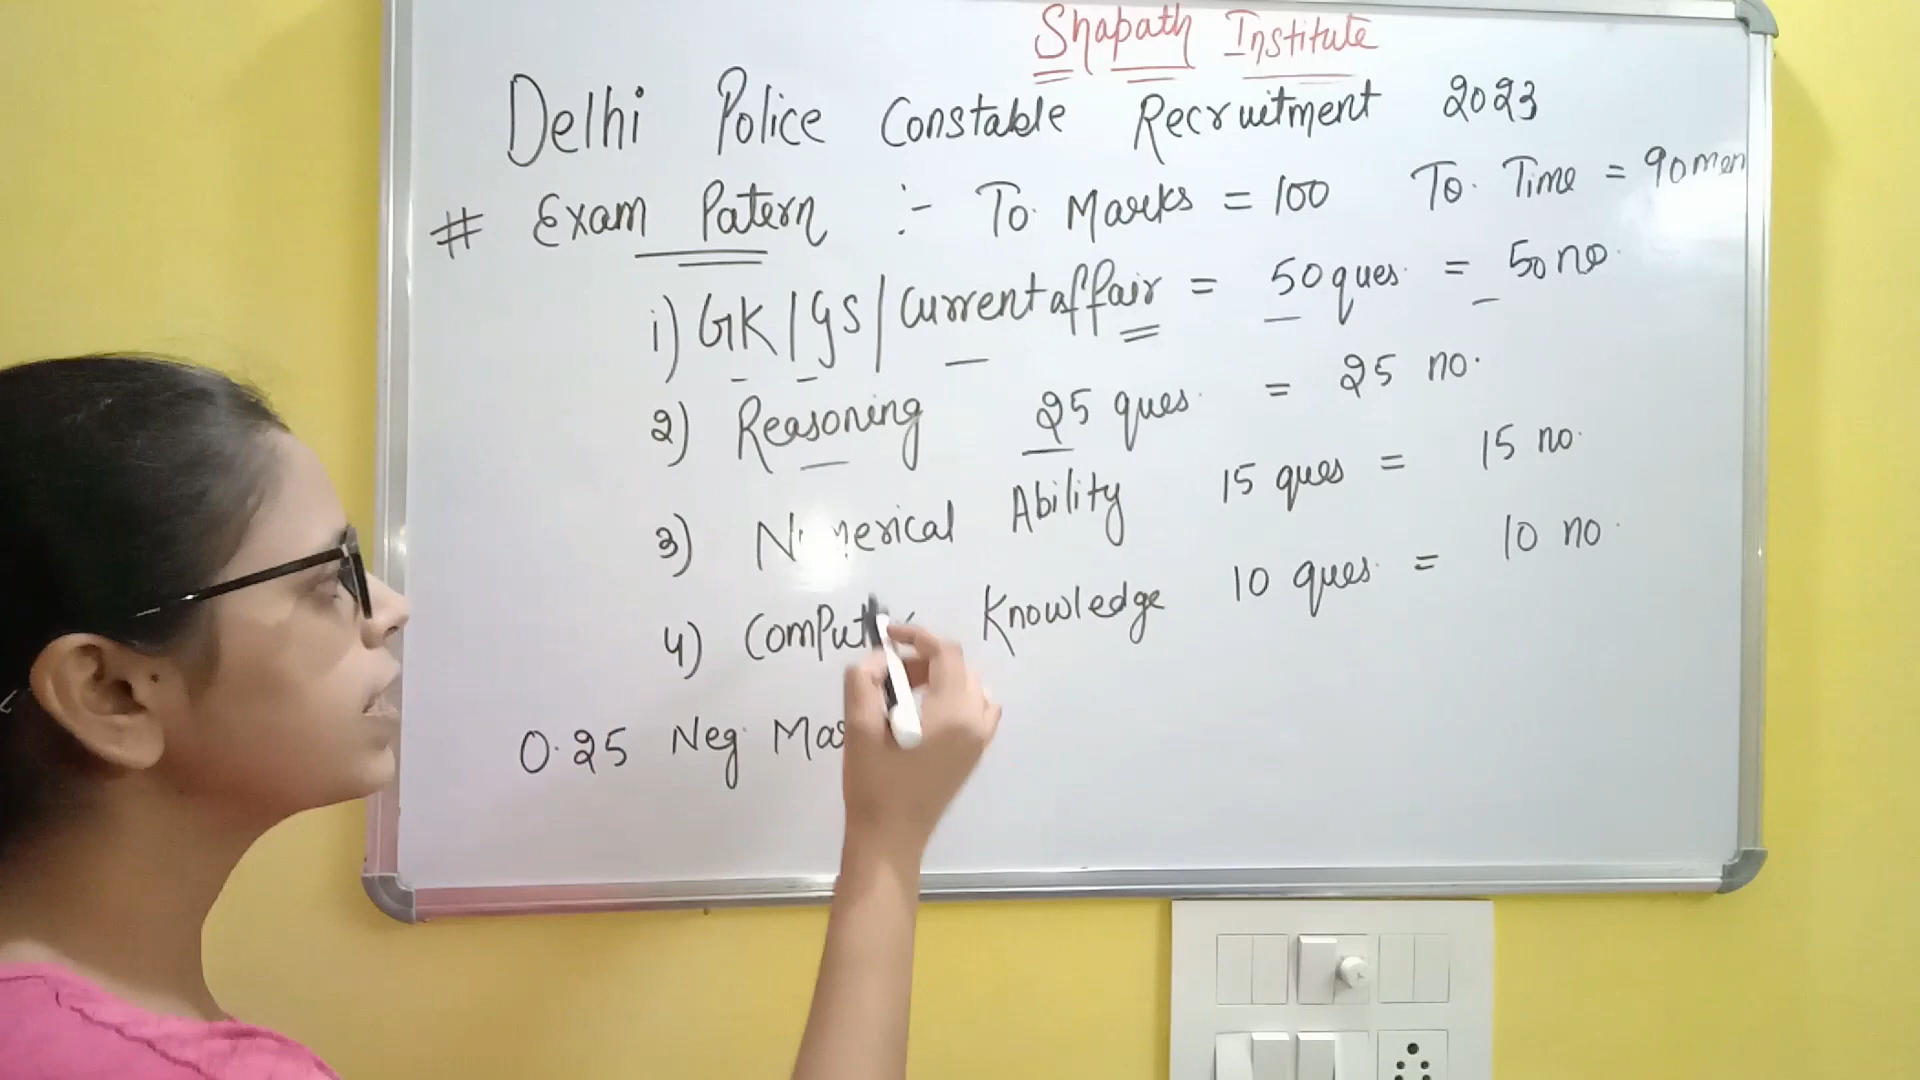 Shapath Institute
Delhi Police Constable Recruitment 2023
# Exam Patern :- To. Marks = 100 To. Time = 90 men
1) GK / GS / Current affair = 50 ques. = 50 no.
2) Reasoning 25 ques. = 25 no.
3) Numerical Ability 15 ques = 15 no.
4) Computer Knowledge 10 ques. = 10 no.
0.25 Neg. Mar